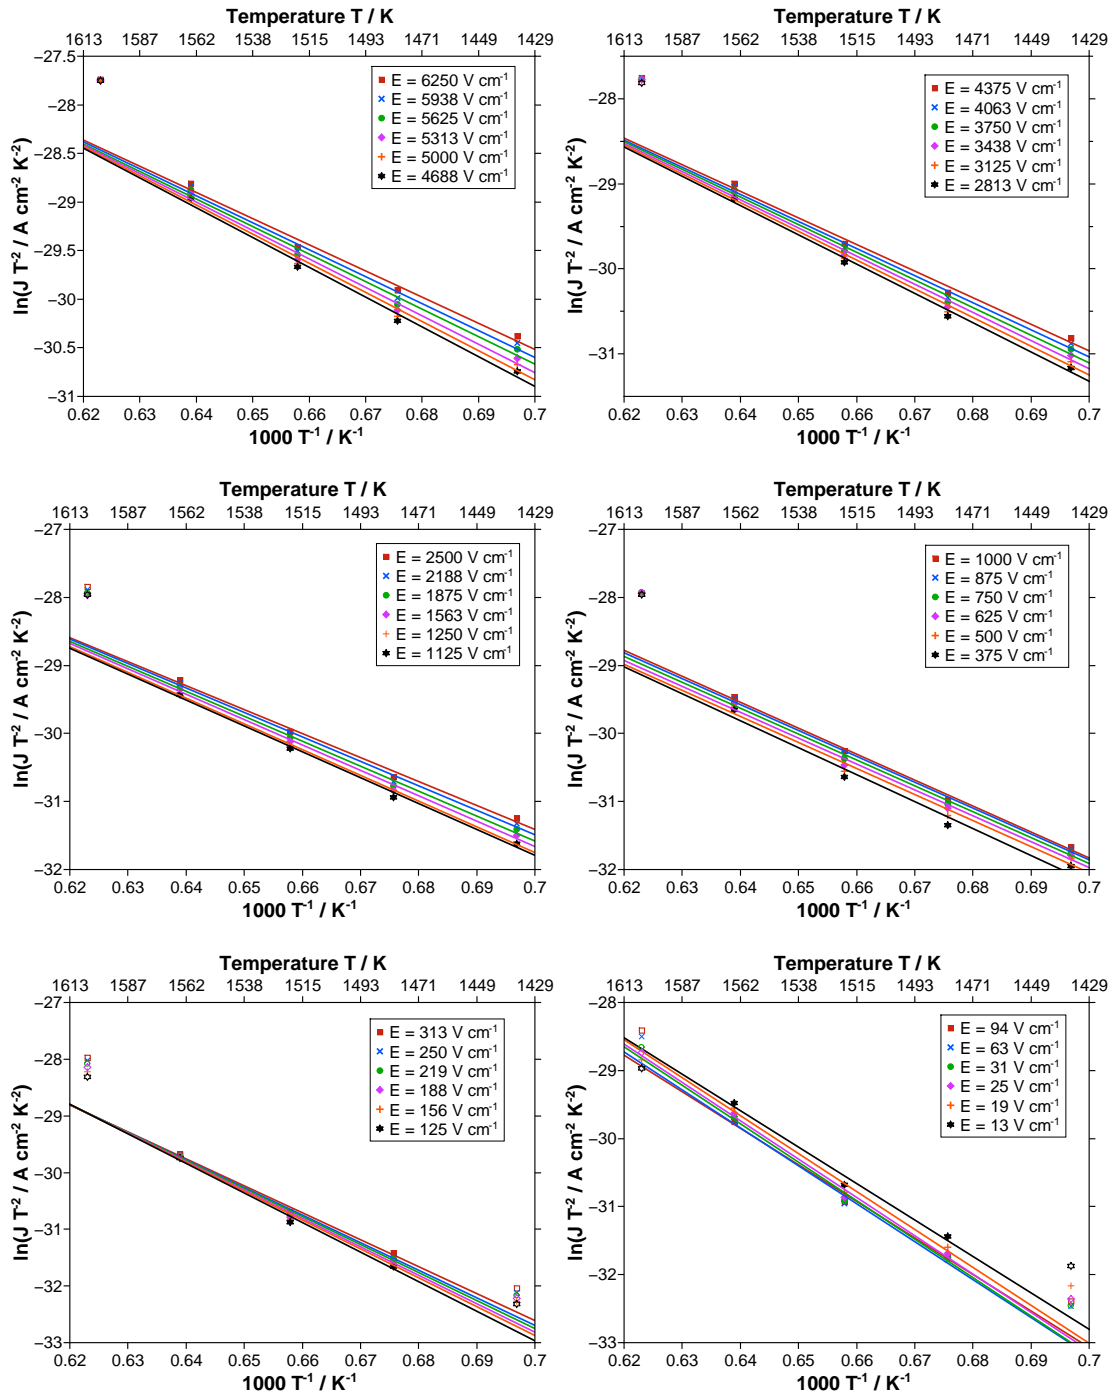 Temperature T / K
1613 1587 1562 1538 1515 1493 1471 1449 1429
−27.5
−28
−28.5
−29
−29.5
−30
−30.5
−31
ln(J T⁻² / A cm⁻² K⁻²)
E = 6250 V cm⁻¹
E = 5938 V cm⁻¹
E = 5625 V cm⁻¹
E = 5313 V cm⁻¹
E = 5000 V cm⁻¹
E = 4688 V cm⁻¹
0.62 0.63 0.64 0.65 0.66 0.67 0.68 0.69 0.7
1000 T⁻¹ / K⁻¹
Temperature T / K
1613 1587 1562 1538 1515 1493 1471 1449 1429
−28
−29
−30
−31
ln(J T⁻² / A cm⁻² K⁻²)
E = 4375 V cm⁻¹
E = 4063 V cm⁻¹
E = 3750 V cm⁻¹
E = 3438 V cm⁻¹
E = 3125 V cm⁻¹
E = 2813 V cm⁻¹
0.62 0.63 0.64 0.65 0.66 0.67 0.68 0.69 0.7
1000 T⁻¹ / K⁻¹
Temperature T / K
1613 1587 1562 1538 1515 1493 1471 1449 1429
−27
−28
−29
−30
−31
−32
ln(J T⁻² / A cm⁻² K⁻²)
E = 2500 V cm⁻¹
E = 2188 V cm⁻¹
E = 1875 V cm⁻¹
E = 1563 V cm⁻¹
E = 1250 V cm⁻¹
E = 1125 V cm⁻¹
0.62 0.63 0.64 0.65 0.66 0.67 0.68 0.69 0.7
1000 T⁻¹ / K⁻¹
Temperature T / K
1613 1587 1562 1538 1515 1493 1471 1449 1429
−27
−28
−29
−30
−31
−32
ln(J T⁻² / A cm⁻² K⁻²)
E = 1000 V cm⁻¹
E = 875 V cm⁻¹
E = 750 V cm⁻¹
E = 625 V cm⁻¹
E = 500 V cm⁻¹
E = 375 V cm⁻¹
0.62 0.63 0.64 0.65 0.66 0.67 0.68 0.69 0.7
1000 T⁻¹ / K⁻¹
Temperature T / K
1613 1587 1562 1538 1515 1493 1471 1449 1429
−27
−28
−29
−30
−31
−32
−33
ln(J T⁻² / A cm⁻² K⁻²)
E = 313 V cm⁻¹
E = 250 V cm⁻¹
E = 219 V cm⁻¹
E = 188 V cm⁻¹
E = 156 V cm⁻¹
E = 125 V cm⁻¹
0.62 0.63 0.64 0.65 0.66 0.67 0.68 0.69 0.7
1000 T⁻¹ / K⁻¹
Temperature T / K
1613 1587 1562 1538 1515 1493 1471 1449 1429
−28
−29
−30
−31
−32
−33
ln(J T⁻² / A cm⁻² K⁻²)
E = 94 V cm⁻¹
E = 63 V cm⁻¹
E = 31 V cm⁻¹
E = 25 V cm⁻¹
E = 19 V cm⁻¹
E = 13 V cm⁻¹
0.62 0.63 0.64 0.65 0.66 0.67 0.68 0.69 0.7
1000 T⁻¹ / K⁻¹